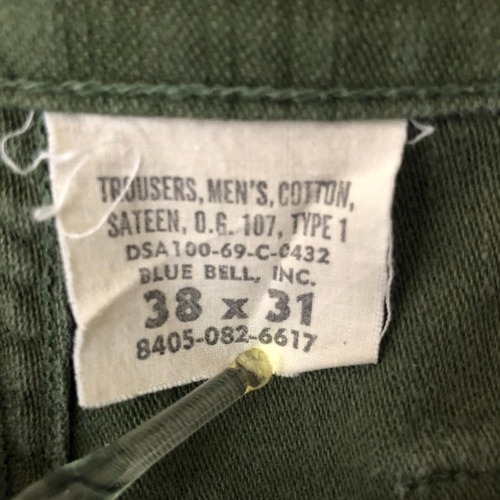 TROUSERS, MEN'S, COTTON,
SATEEN, O.G. 107, TYPE 1
DSA100-69-C-0432
BLUE BELL, INC.
38 x 31
8405-082-6617